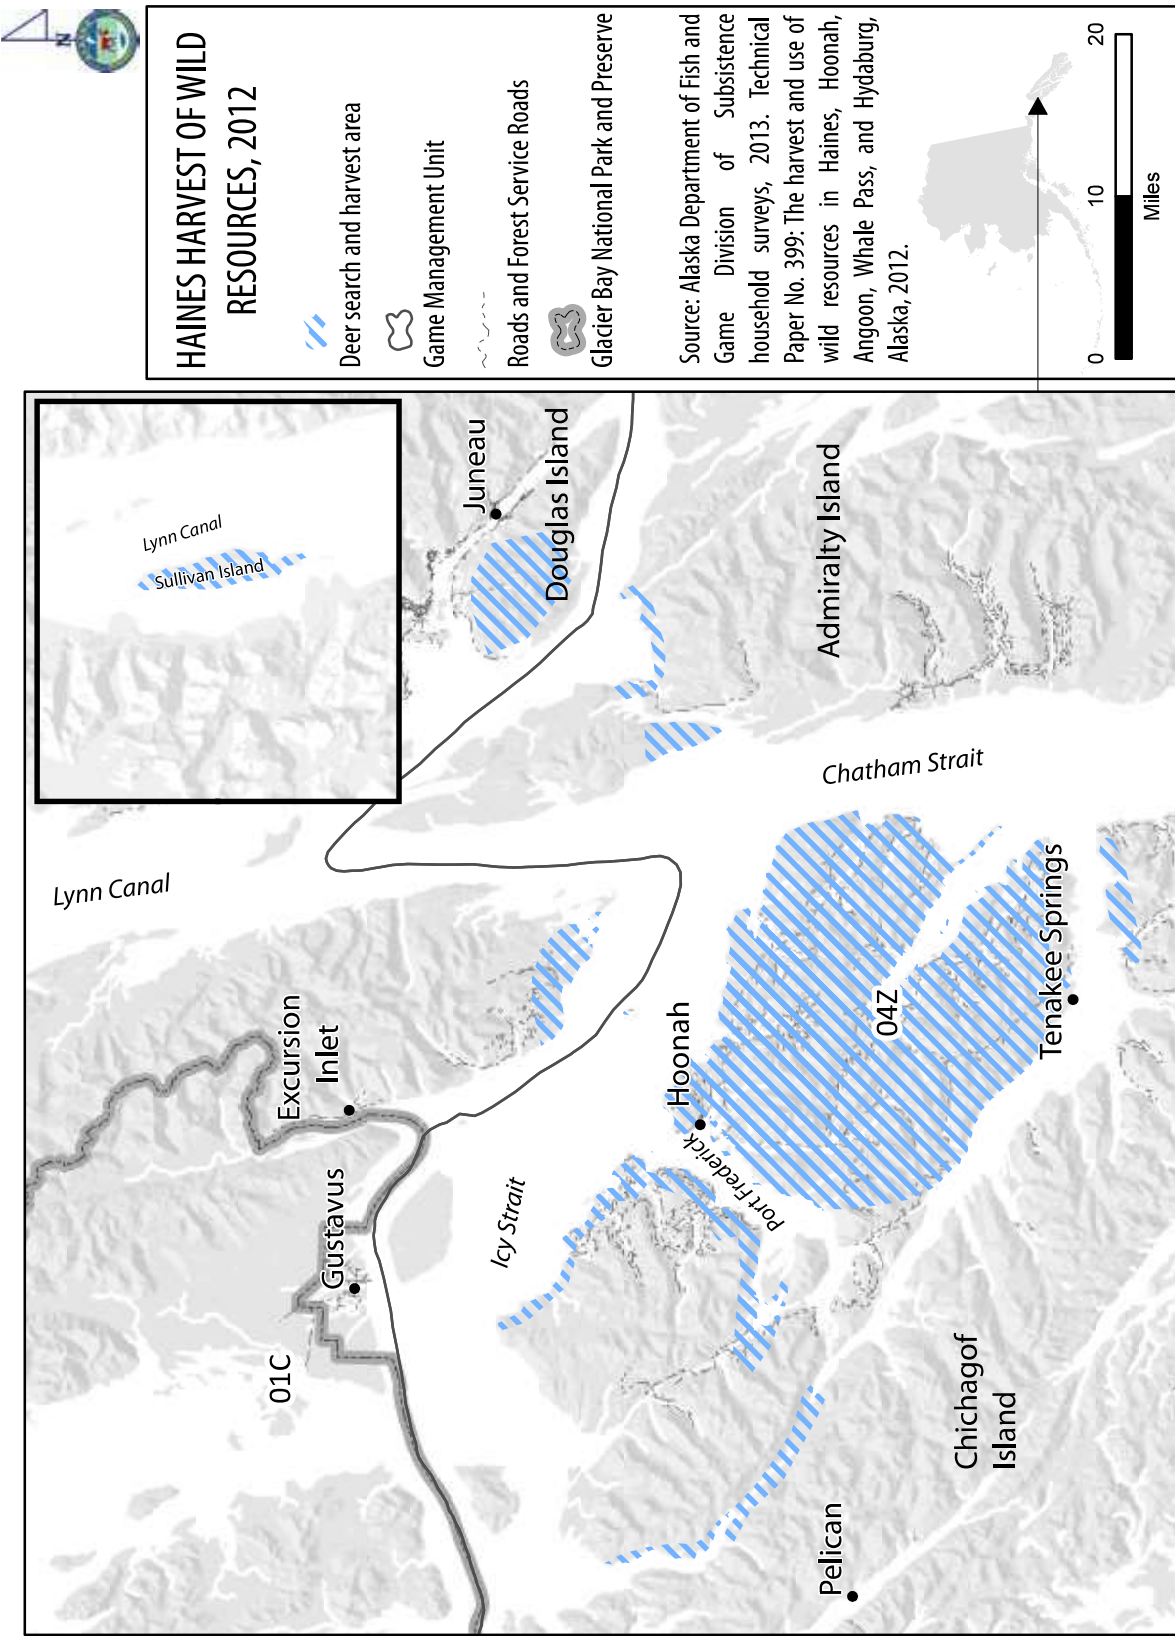 HAINES HARVEST OF WILD
RESOURCES, 2012
Deer search and harvest area
Game Management Unit
Roads and Forest Service Roads
Glacier Bay National Park and Preserve
Source: Alaska Department of Fish and
Game Division of Subsistence
household surveys, 2013. Technical
Paper No. 399: The harvest and use of
wild resources in Haines, Hoonah,
Angoon, Whale Pass, and Hydaburg,
Alaska, 2012.
0 10 20
Miles
N
Lynn Canal
Sullivan Island
Lynn Canal
Juneau
Douglas Island
Excursion
Inlet
Gustavus
01C
Icy Strait
Hoonah
Port Frederick
Admiralty Island
Chatham Strait
04Z
Tenakee Springs
Chichagof
Island
Pelican